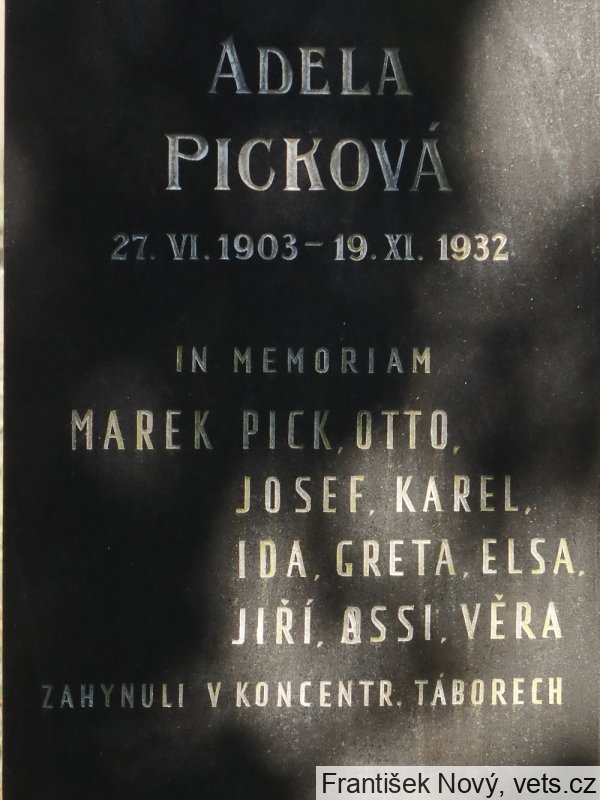 ADELA
PICKOVÁ
27. VI. 1903 – 19. XI. 1932
IN MEMORIAM
MAREK PICK, OTTO,
JOSEF, KAREL,
IDA, GRETA, ELSA,
JIŘÍ, ASSI, VĚRA
ZAHYNULI V KONCENTR. TÁBORECH
František Nový, vets.cz